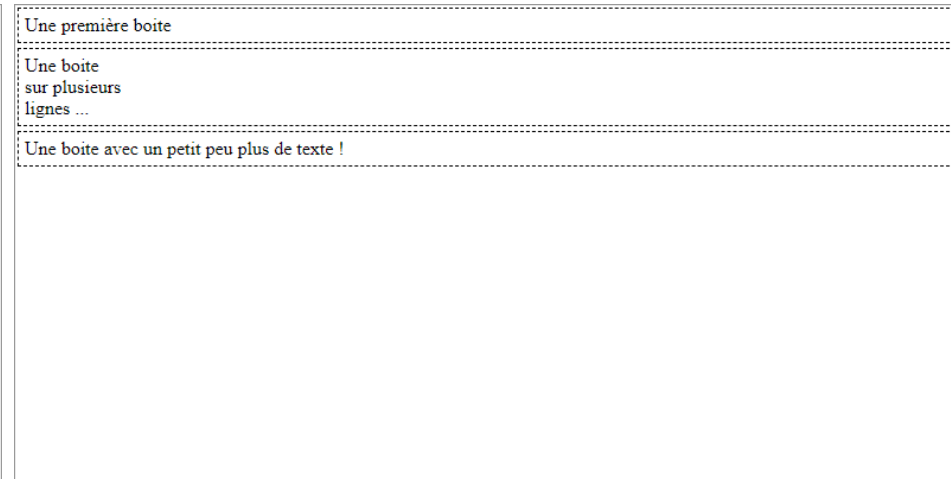 Une première boite
Une boite
sur plusieurs
lignes ...
Une boite avec un petit peu plus de texte !